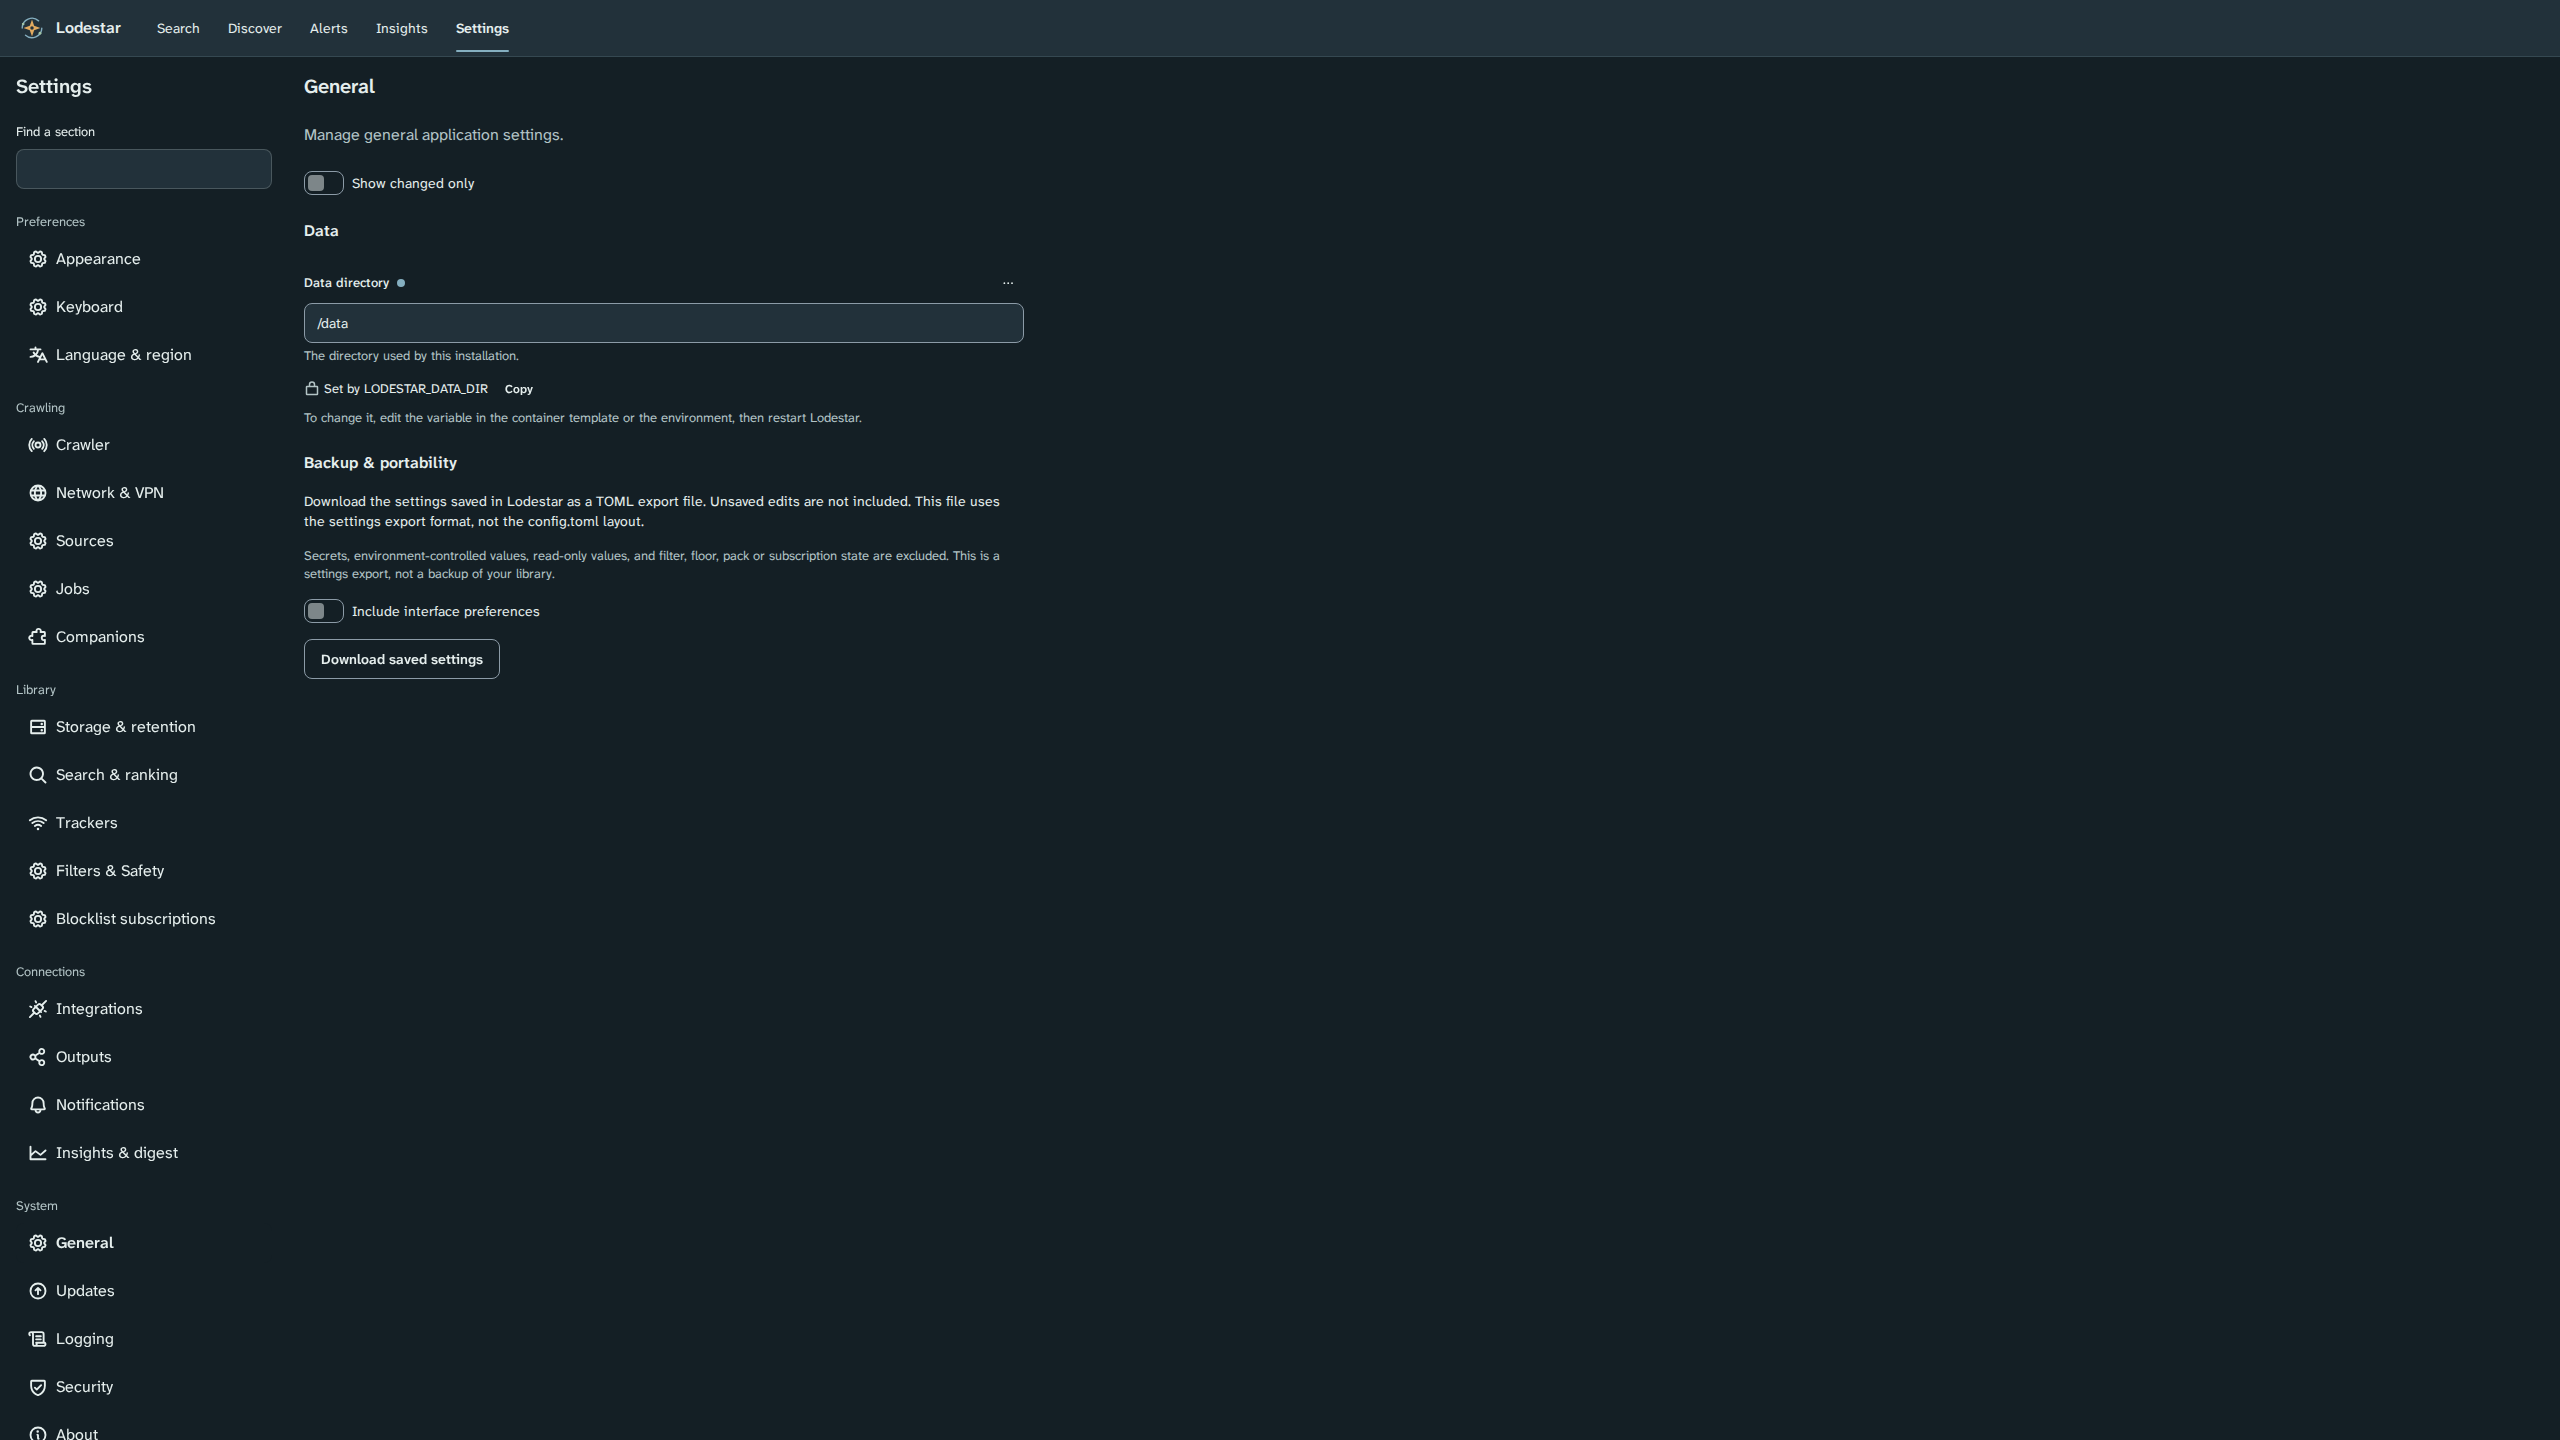 Lodestar
Search
Discover
Alerts
Insights
Settings
Settings
Find a section
Preferences
Appearance
Keyboard
Language & region
Crawling
Crawler
Network & VPN
Sources
Jobs
Companions
Library
Storage & retention
Search & ranking
Trackers
Filters & Safety
Blocklist subscriptions
Connections
Integrations
Outputs
Notifications
Insights & digest
System
General
Updates
Logging
Security
About
General
Manage general application settings.
Show changed only
Data
Data directory
...
/data
The directory used by this installation.
Set by LODESTAR_DATA_DIR
Copy
To change it, edit the variable in the container template or the environment, then restart Lodestar.
Backup & portability
Download the settings saved in Lodestar as a TOML export file. Unsaved edits are not included. This file uses
the settings export format, not the config.toml layout.
Secrets, environment-controlled values, read-only values, and filter, floor, pack or subscription state are excluded. This is a
settings export, not a backup of your library.
Include interface preferences
Download saved settings